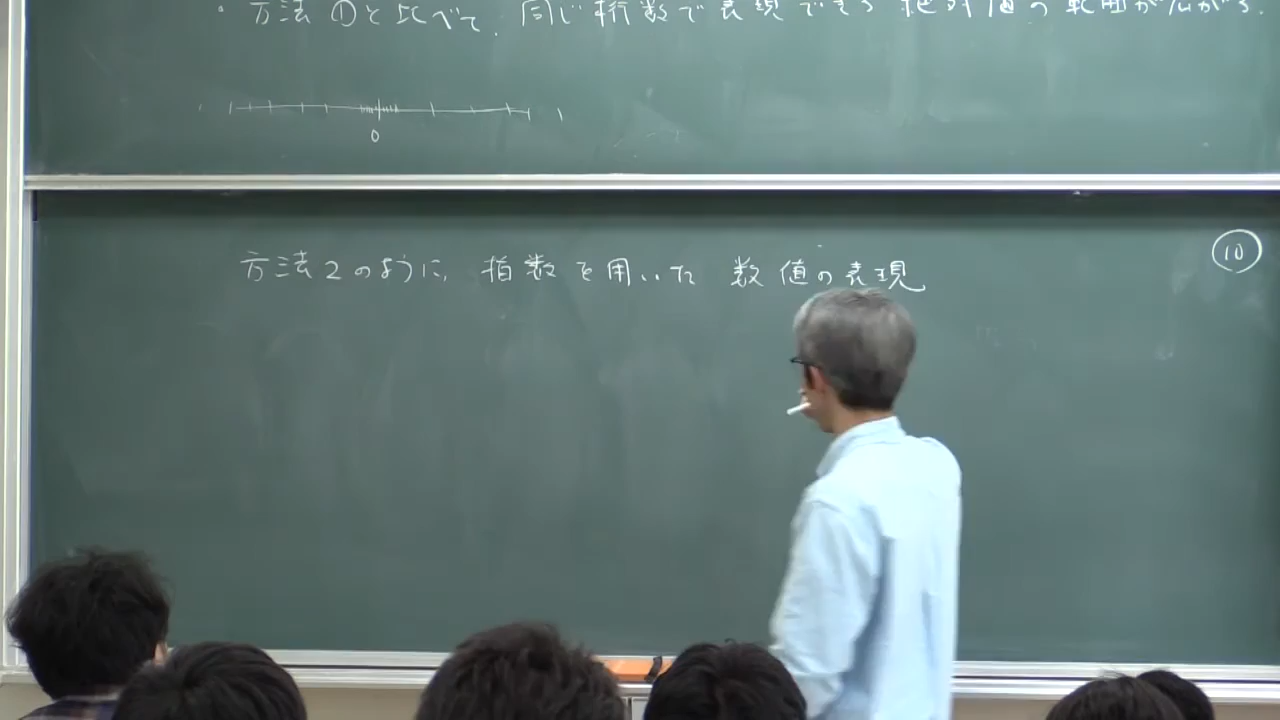 ・方法①と比べて、同じ桁数で表現できる絶対値の範囲が広がる.
0
方法2のように、指数を用いた 数値の表現
⑩